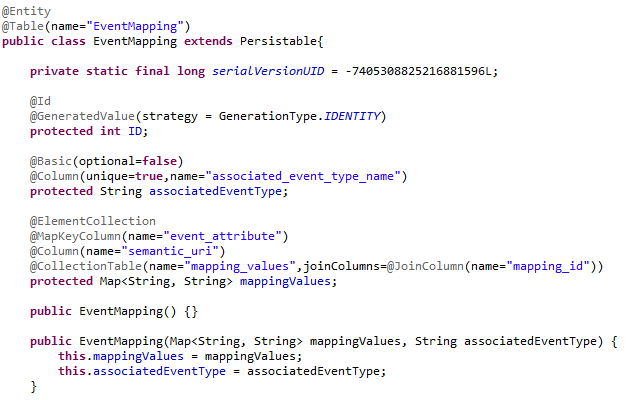 @Entity
@Table(name="EventMapping")
public class EventMapping extends Persistable{
private static final long serialVersionUID = -7405308825216881596L;
@Id
@GeneratedValue(strategy = GenerationType.IDENTITY)
protected int ID;
@Basic(optional=false)
@Column(unique=true,name="associated_event_type_name")
protected String associatedEventType;
@ElementCollection
@MapKeyColumn(name="event_attribute")
@Column(name="semantic_uri")
@CollectionTable(name="mapping_values",joinColumns=@JoinColumn(name="mapping_id"))
protected Map<String, String> mappingValues;
public EventMapping() {}
public EventMapping(Map<String, String> mappingValues, String associatedEventType) {
this.mappingValues = mappingValues;
this.associatedEventType = associatedEventType;
}